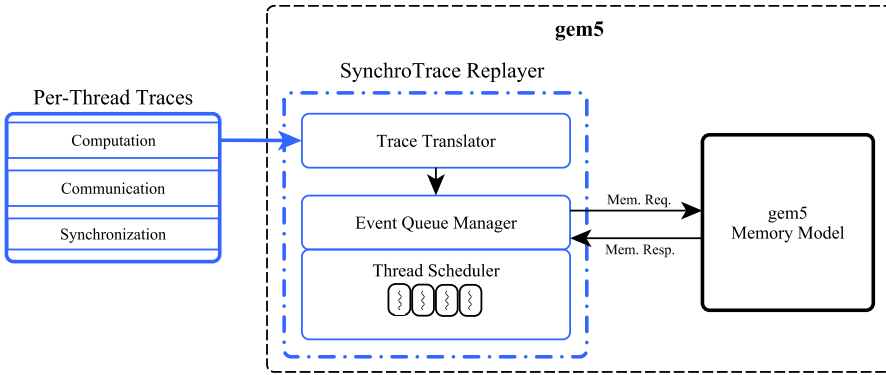 gem5
SynchroTrace Replayer
Per-Thread Traces
Computation
Communication
Synchronization
Trace Translator
Event Queue Manager
Thread Scheduler
Mem. Req.
Mem. Resp.
gem5
Memory Model